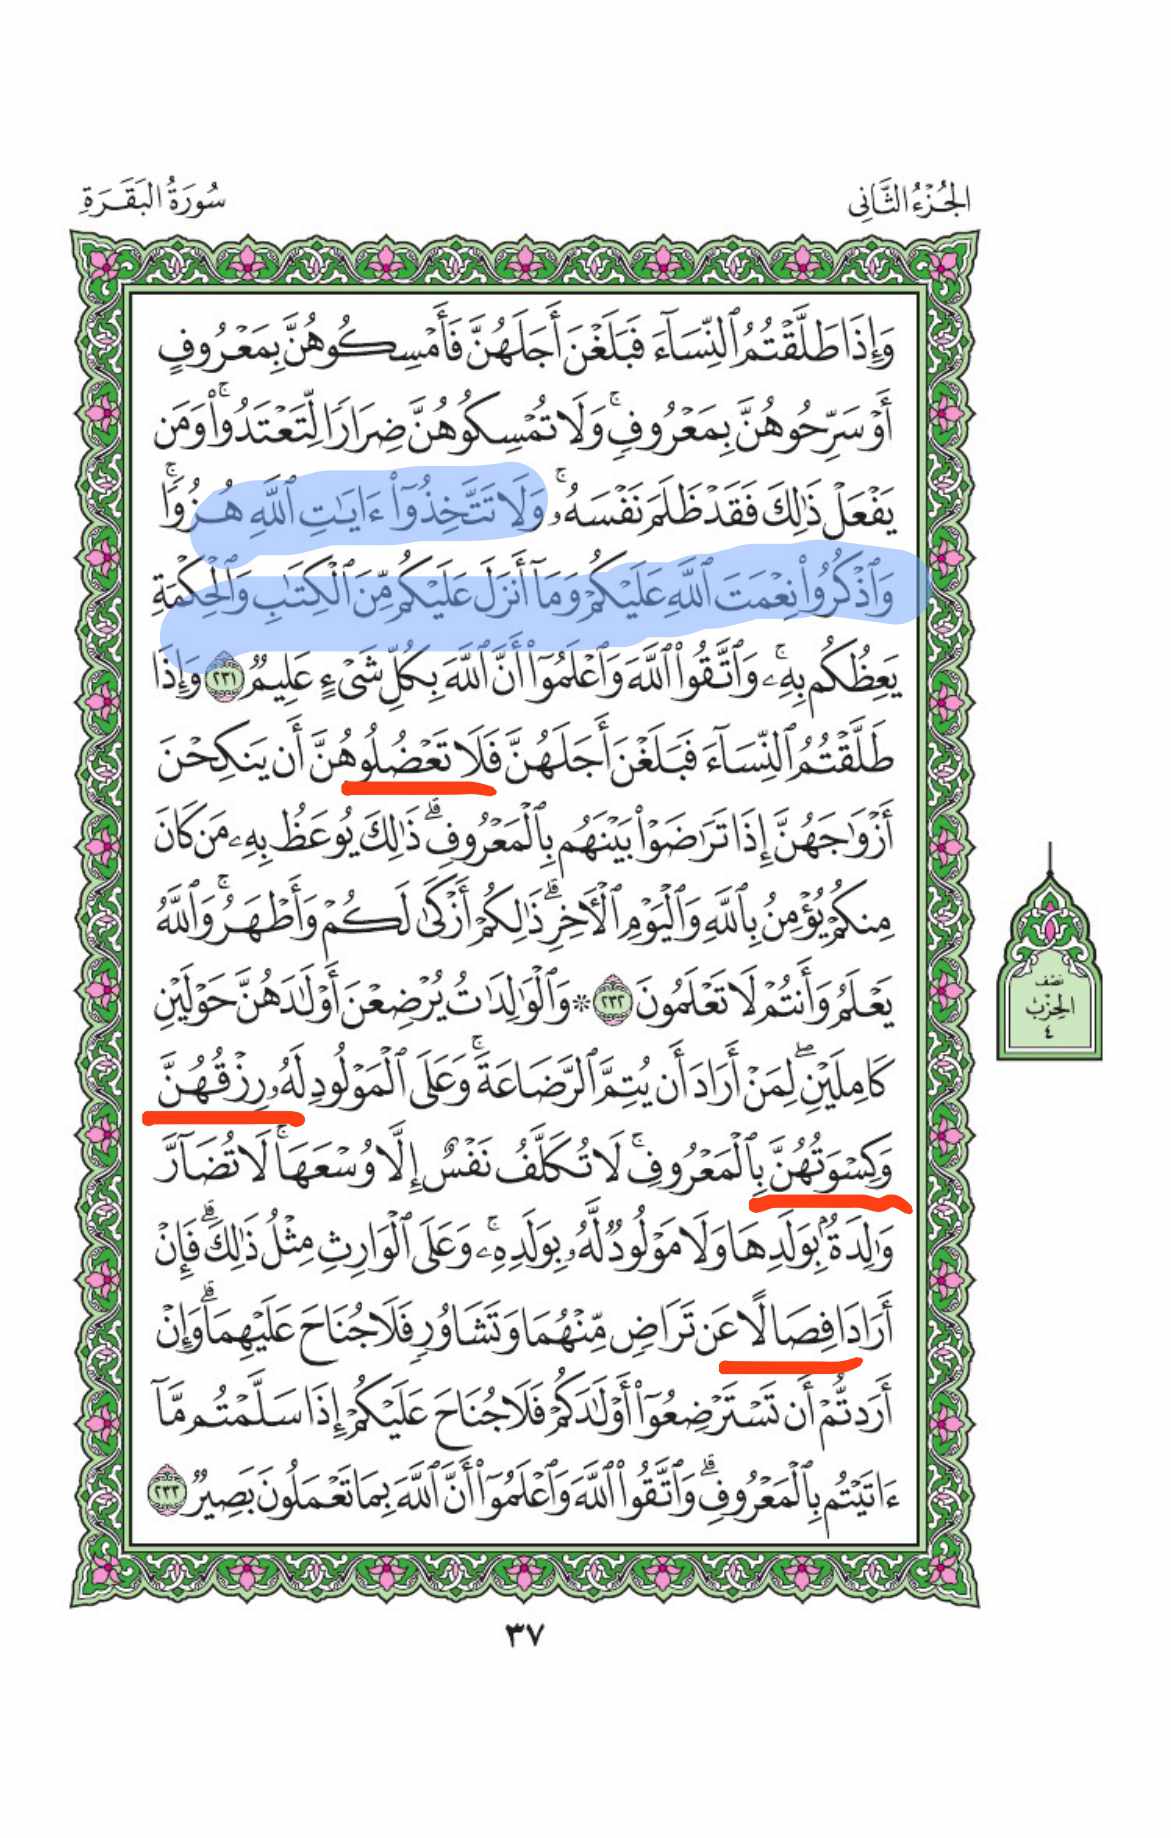 الجُزْءُ الثَّانِى
سُورَةُ البَقَرَةِ
وَإِذَا طَلَّقْتُمُ ٱلنِّسَآءَ فَبَلَغْنَ أَجَلَهُنَّ فَأَمْسِكُوهُنَّ بِمَعْرُوفٍ
أَوْ سَرِّحُوهُنَّ بِمَعْرُوفٖۚ وَلَا تُمْسِكُوهُنَّ ضِرَارٗا لِّتَعْتَدُواْۚ وَمَن
يَفْعَلْ ذَٰلِكَ فَقَدْ ظَلَمَ نَفْسَهُۥۚ وَلَا تَتَّخِذُوٓاْ ءَايَٰتِ ٱللَّهِ هُزُوٗاۚ
وَٱذْكُرُواْ نِعْمَتَ ٱللَّهِ عَلَيْكُمْ وَمَآ أَنزَلَ عَلَيْكُم مِّنَ ٱلْكِتَٰبِ وَٱلْحِكْمَةِ
يَعِظُكُم بِهِۦۚ وَٱتَّقُواْ ٱللَّهَ وَٱعْلَمُوٓاْ أَنَّ ٱللَّهَ بِكُلِّ شَىْءٍ عَلِيمٞ ٢٣١ وَإِذَا
طَلَّقْتُمُ ٱلنِّسَآءَ فَبَلَغْنَ أَجَلَهُنَّ فَلَا تَعْضُلُوهُنَّ أَن يَنكِحْنَ
أَزْوَٰجَهُنَّ إِذَا تَرَٰضَوْاْ بَيْنَهُم بِٱلْمَعْرُوفِۗ ذَٰلِكَ يُوعَظُ بِهِۦ مَن كَانَ
مِنكُمْ يُؤْمِنُ بِٱللَّهِ وَٱلْيَوْمِ ٱلْأٓخِرِۗ ذَٰلِكُمْ أَزْكَىٰ لَكُمْ وَأَطْهَرُۚ وَٱللَّهُ
يَعْلَمُ وَأَنتُمْ لَا تَعْلَمُونَ ٢٣٢ * وَٱلْوَٰلِدَٰتُ يُرْضِعْنَ أَوْلَٰدَهُنَّ حَوْلَيْنِ
كَامِلَيْنِۖ لِمَنْ أَرَادَ أَن يُتِمَّ ٱلرَّضَاعَةَۚ وَعَلَى ٱلْمَوْلُودِ لَهُۥ رِزْقُهُنَّ
وَكِسْوَتُهُنَّ بِٱلْمَعْرُوفِۚ لَا تُكَلَّفُ نَفْسٌ إِلَّا وُسْعَهَاۚ لَا تُضَآرَّ
وَٰلِدَةُۢ بِوَلَدِهَا وَلَا مَوْلُودٞ لَّهُۥ بِوَلَدِهِۦۚ وَعَلَى ٱلْوَارِثِ مِثْلُ ذَٰلِكَۗ فَإِنْ
أَرَادَا فِصَالًا عَن تَرَاضٖ مِّنْهُمَا وَتَشَاوُرٖ فَلَا جُنَاحَ عَلَيْهِمَاۗ وَإِنْ
أَرَدتُّمْ أَن تَسْتَرْضِعُوٓاْ أَوْلَٰدَكُمْ فَلَا جُنَاحَ عَلَيْكُمْ إِذَا سَلَّمْتُم مَّآ
ءَاتَيْتُم بِٱلْمَعْرُوفِۗ وَٱتَّقُواْ ٱللَّهَ وَٱعْلَمُوٓاْ أَنَّ ٱللَّهَ بِمَا تَعْمَلُونَ بَصِيرٞ ٢٣٣
نصف
الحِزْب
٤
٣٧